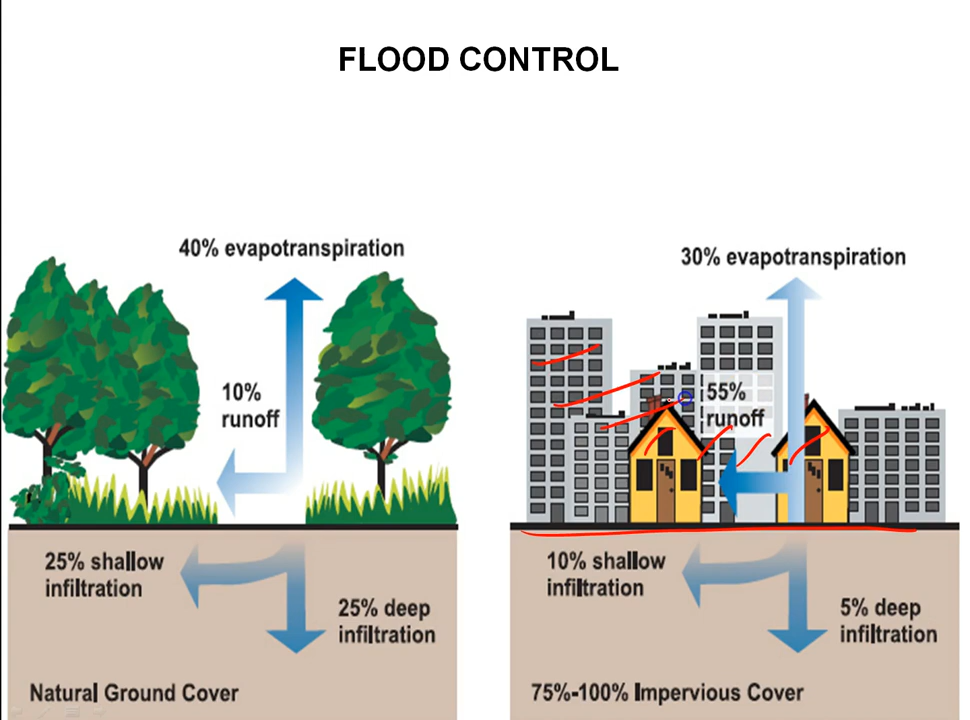 FLOOD CONTROL
40% evapotranspiration
10%
runoff
25% shallow
infiltration
25% deep
infiltration
Natural Ground Cover
30% evapotranspiration
55%
runoff
10% shallow
infiltration
5% deep
infiltration
75%-100% Impervious Cover